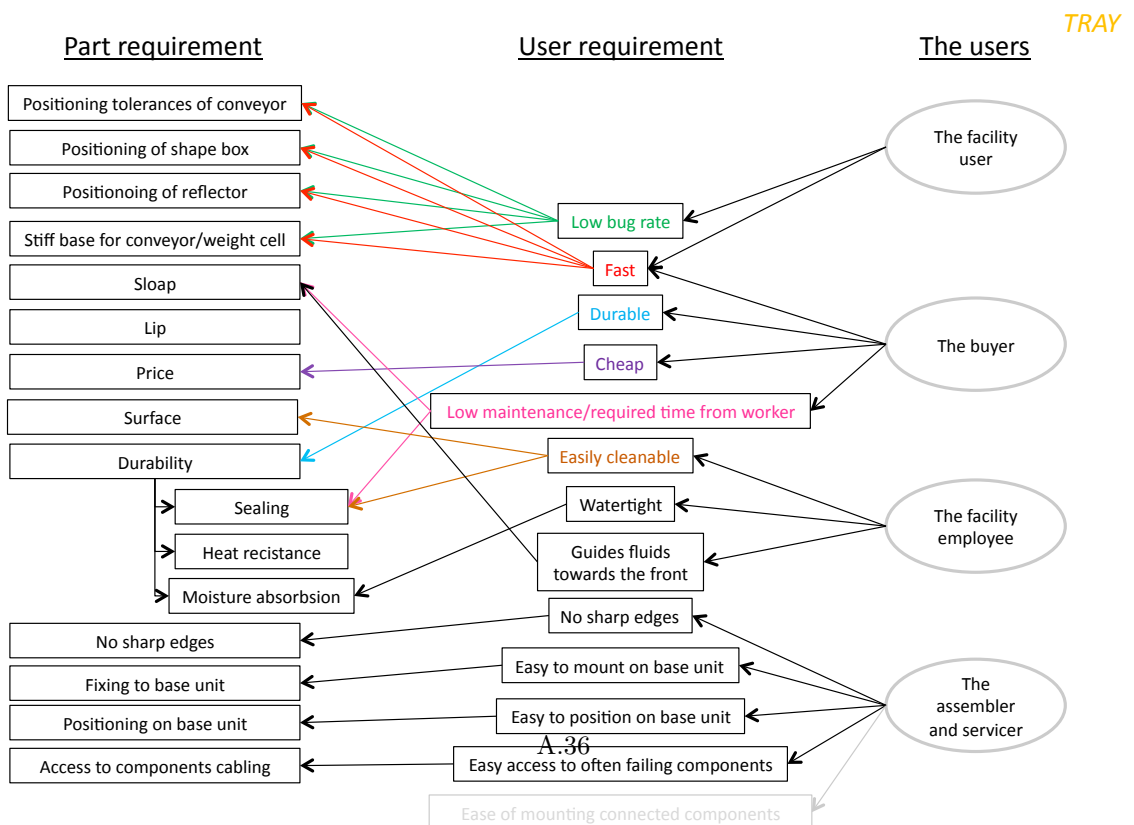 TRAY
Part requirement
User requirement
The users
Positioning tolerances of conveyor
Positioning of shape box
Positionoing of reflector
Stiff base for conveyor/weight cell
Sloap
Lip
Price
Surface
Durability
Sealing
Heat recistance
Moisture absorbsion
No sharp edges
Fixing to base unit
Positioning on base unit
Access to components cabling
Low bug rate
Fast
Durable
Cheap
Low maintenance/required time from worker
Easily cleanable
Watertight
Guides fluids
towards the front
No sharp edges
Easy to mount on base unit
Easy to position on base unit
A.36
Easy access to often failing components
Ease of mounting connected components
The facility
user
The buyer
The facility
employee
The
assembler
and servicer